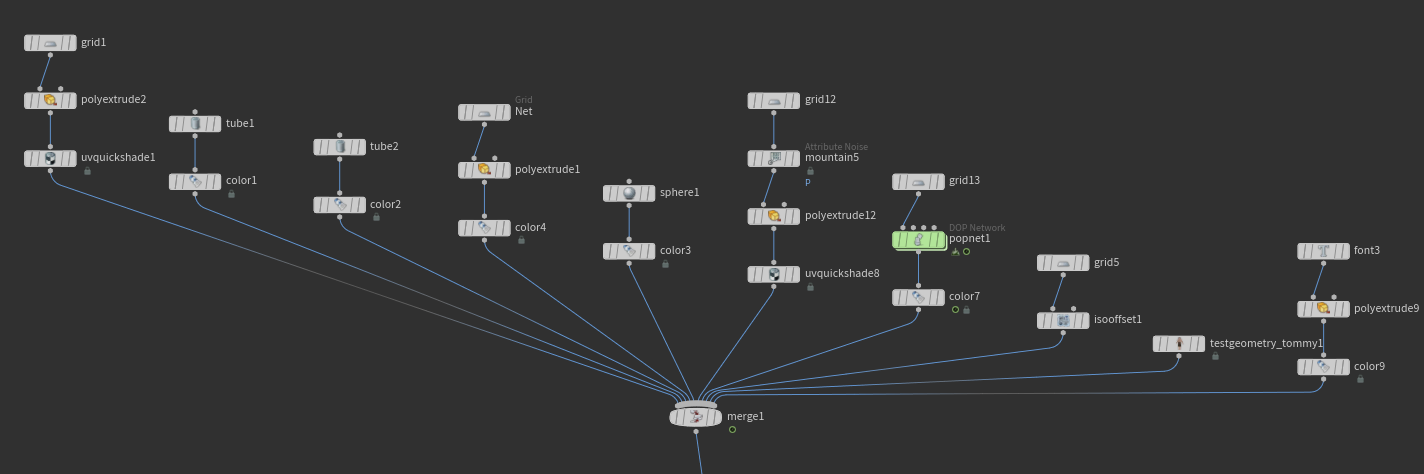 grid1
polyextrude2
uvquickshade1
tube1
color1
tube2
color2
Grid
Net
polyextrude1
color4
sphere1
color3
grid12
Attribute Noise
mountain5
P
polyextrude12
uvquickshade8
grid13
DOP Network
popnet1
color7
grid5
isooffset1
testgeometry_tommy1
font3
polyextrude9
color9
merge1